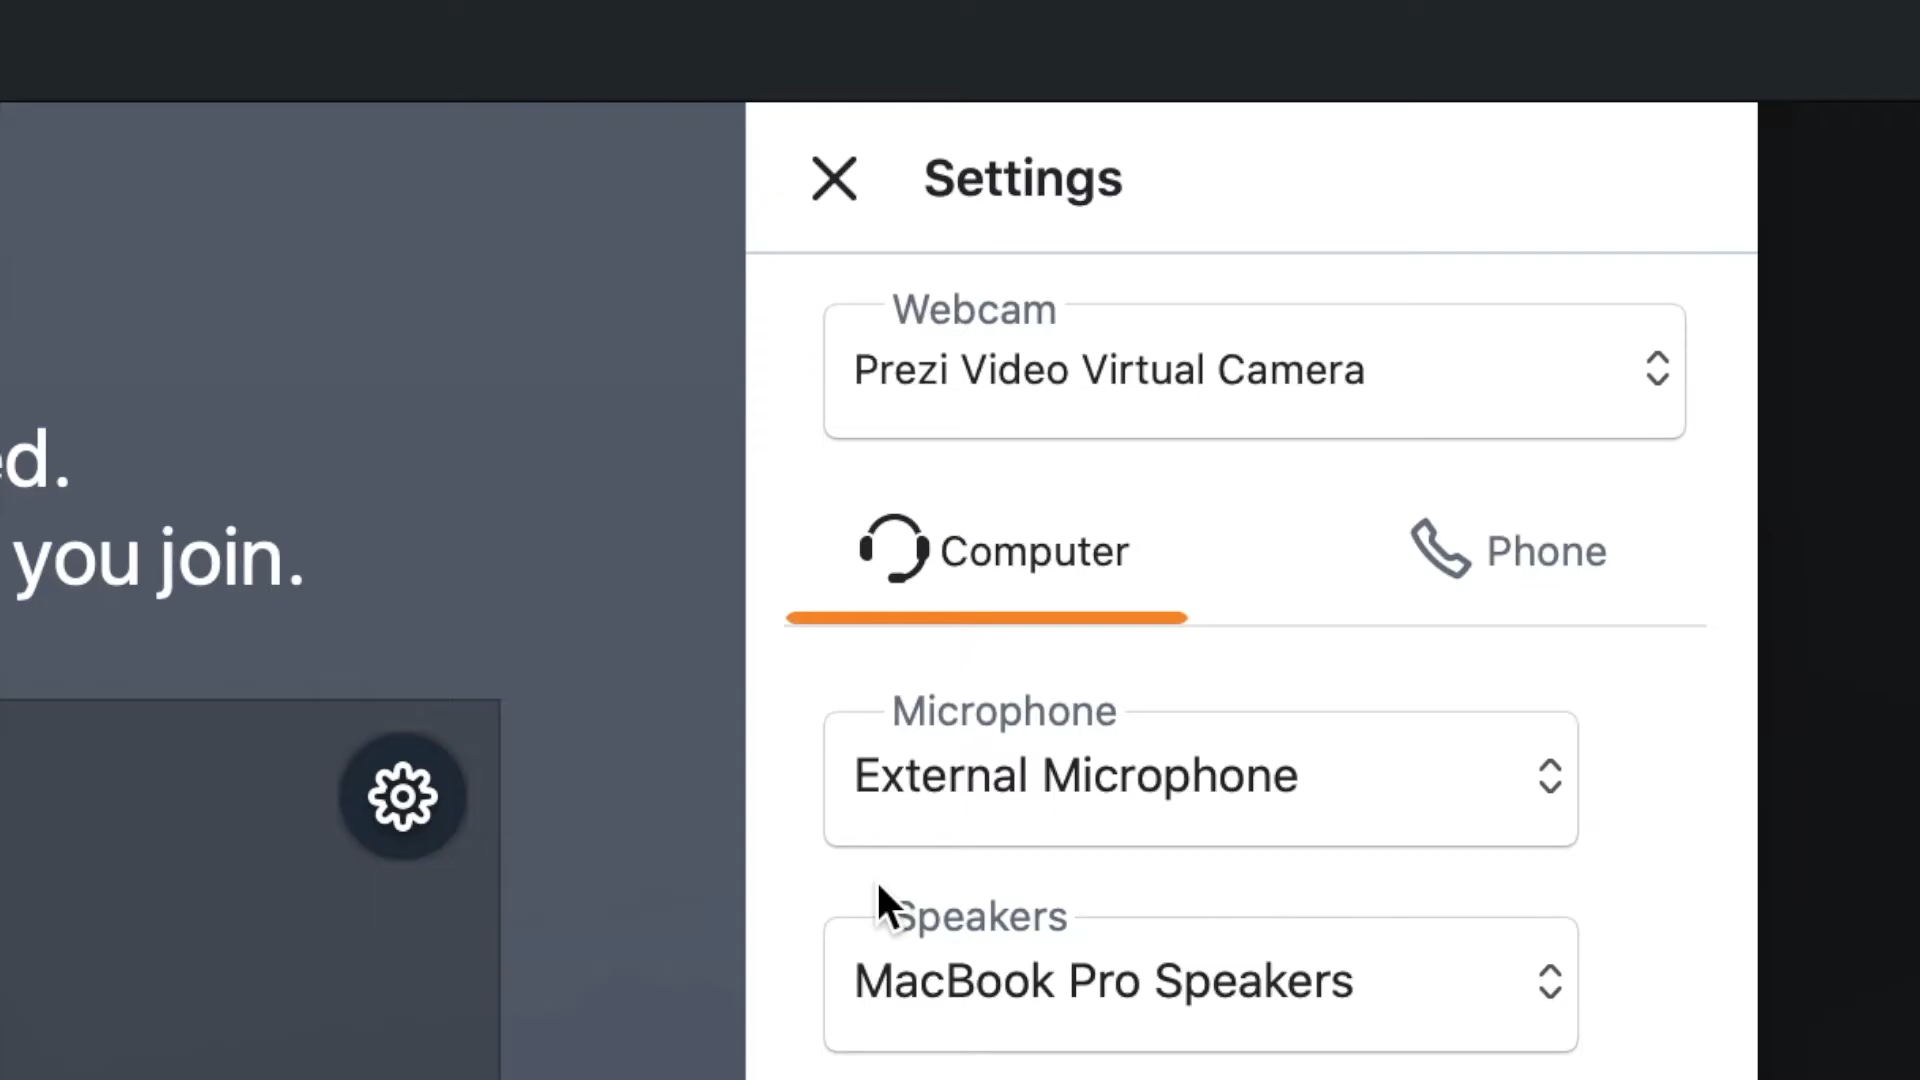 Settings
Webcam
Prezi Video Virtual Camera
ed.
you join.
Computer
Phone
Microphone
External Microphone
Speakers
MacBook Pro Speakers